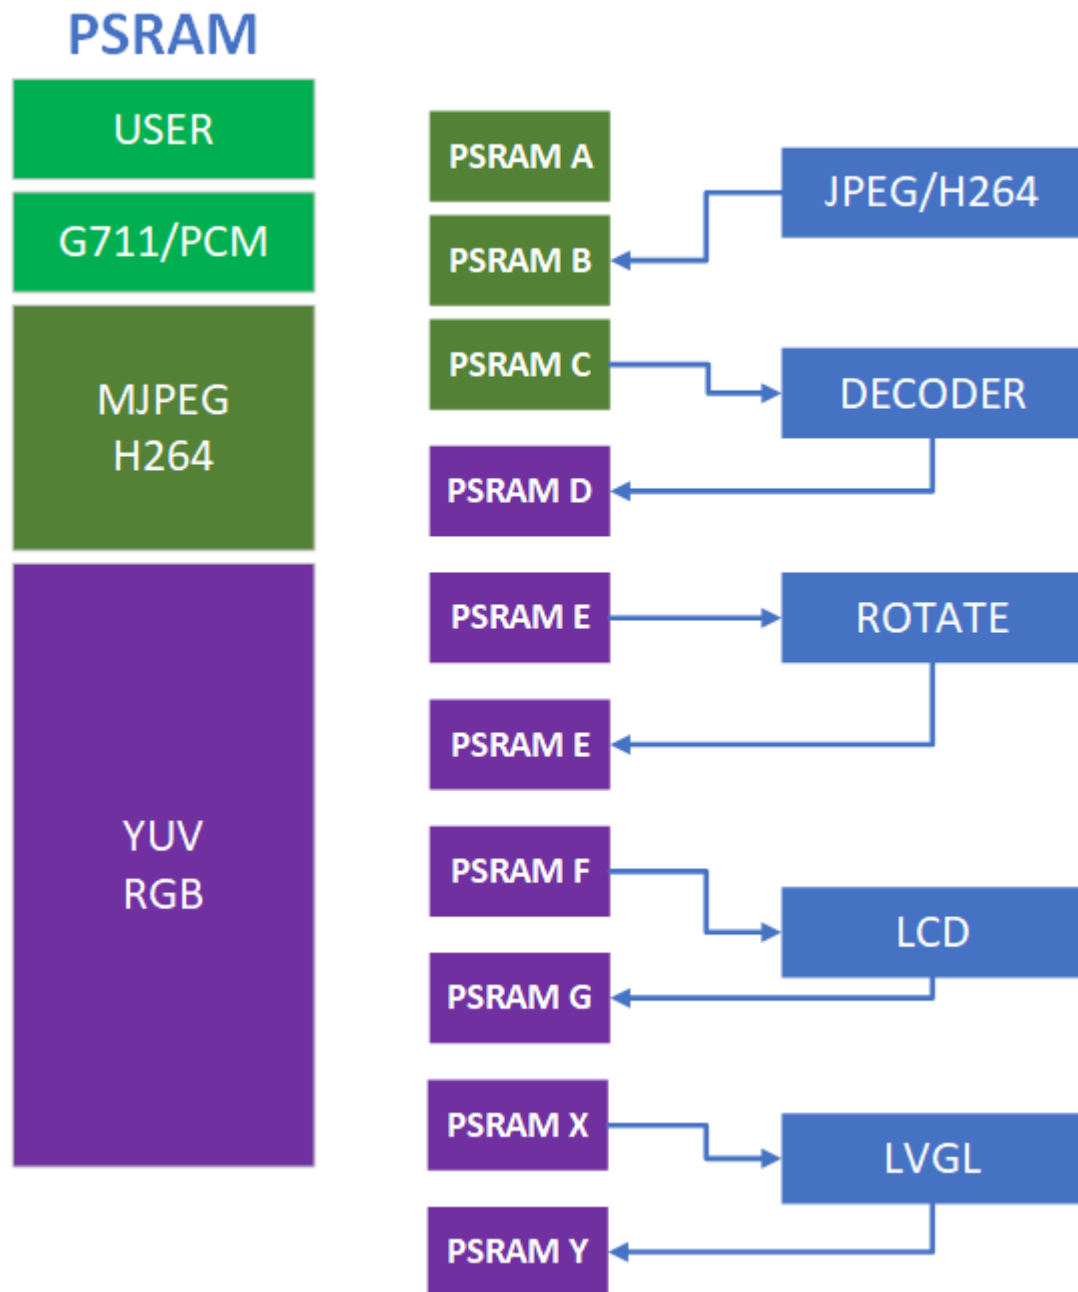 PSRAM
USER
G711/PCM
MJPEG
H264
YUV
RGB
PSRAM A
PSRAM B
PSRAM C
PSRAM D
PSRAM E
PSRAM E
PSRAM F
PSRAM G
PSRAM X
PSRAM Y
JPEG/H264
DECODER
ROTATE
LCD
LVGL